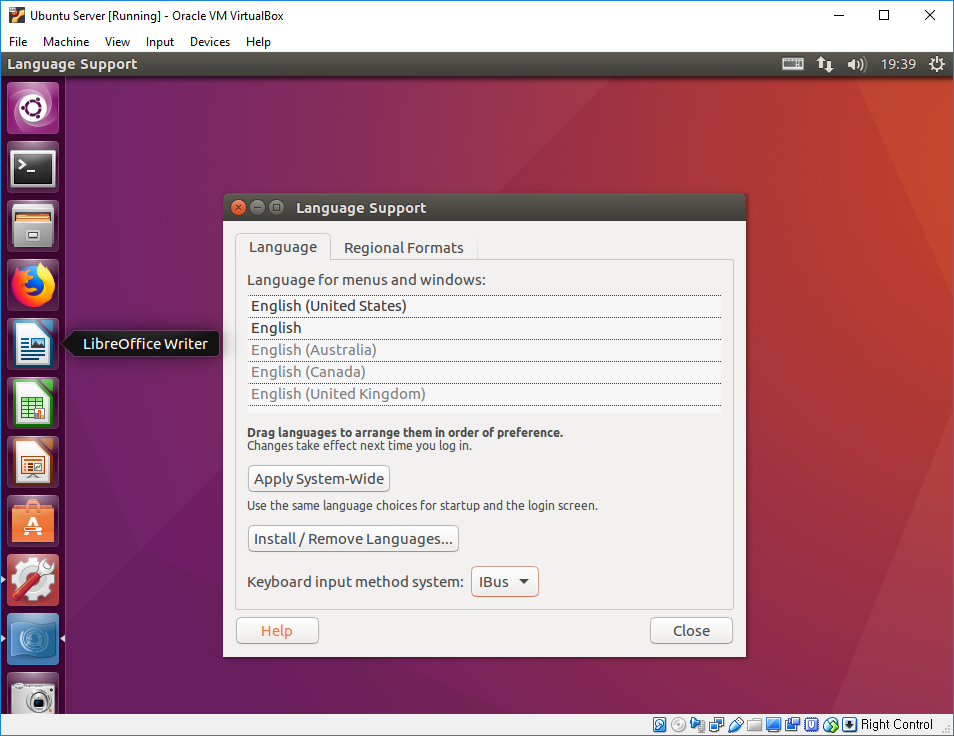 Ubuntu Server [Running] - Oracle VM VirtualBox
File Machine View Input Devices Help
Language Support 19:39
Language Support
Language Regional Formats
Language for menus and windows:
English (United States)
English
LibreOffice Writer
English (Australia)
English (Canada)
English (United Kingdom)
Drag languages to arrange them in order of preference.
Changes take effect next time you log in.
Apply System-Wide
Use the same language choices for startup and the login screen.
Install / Remove Languages...
Keyboard input method system: IBus
Help Close
Right Control